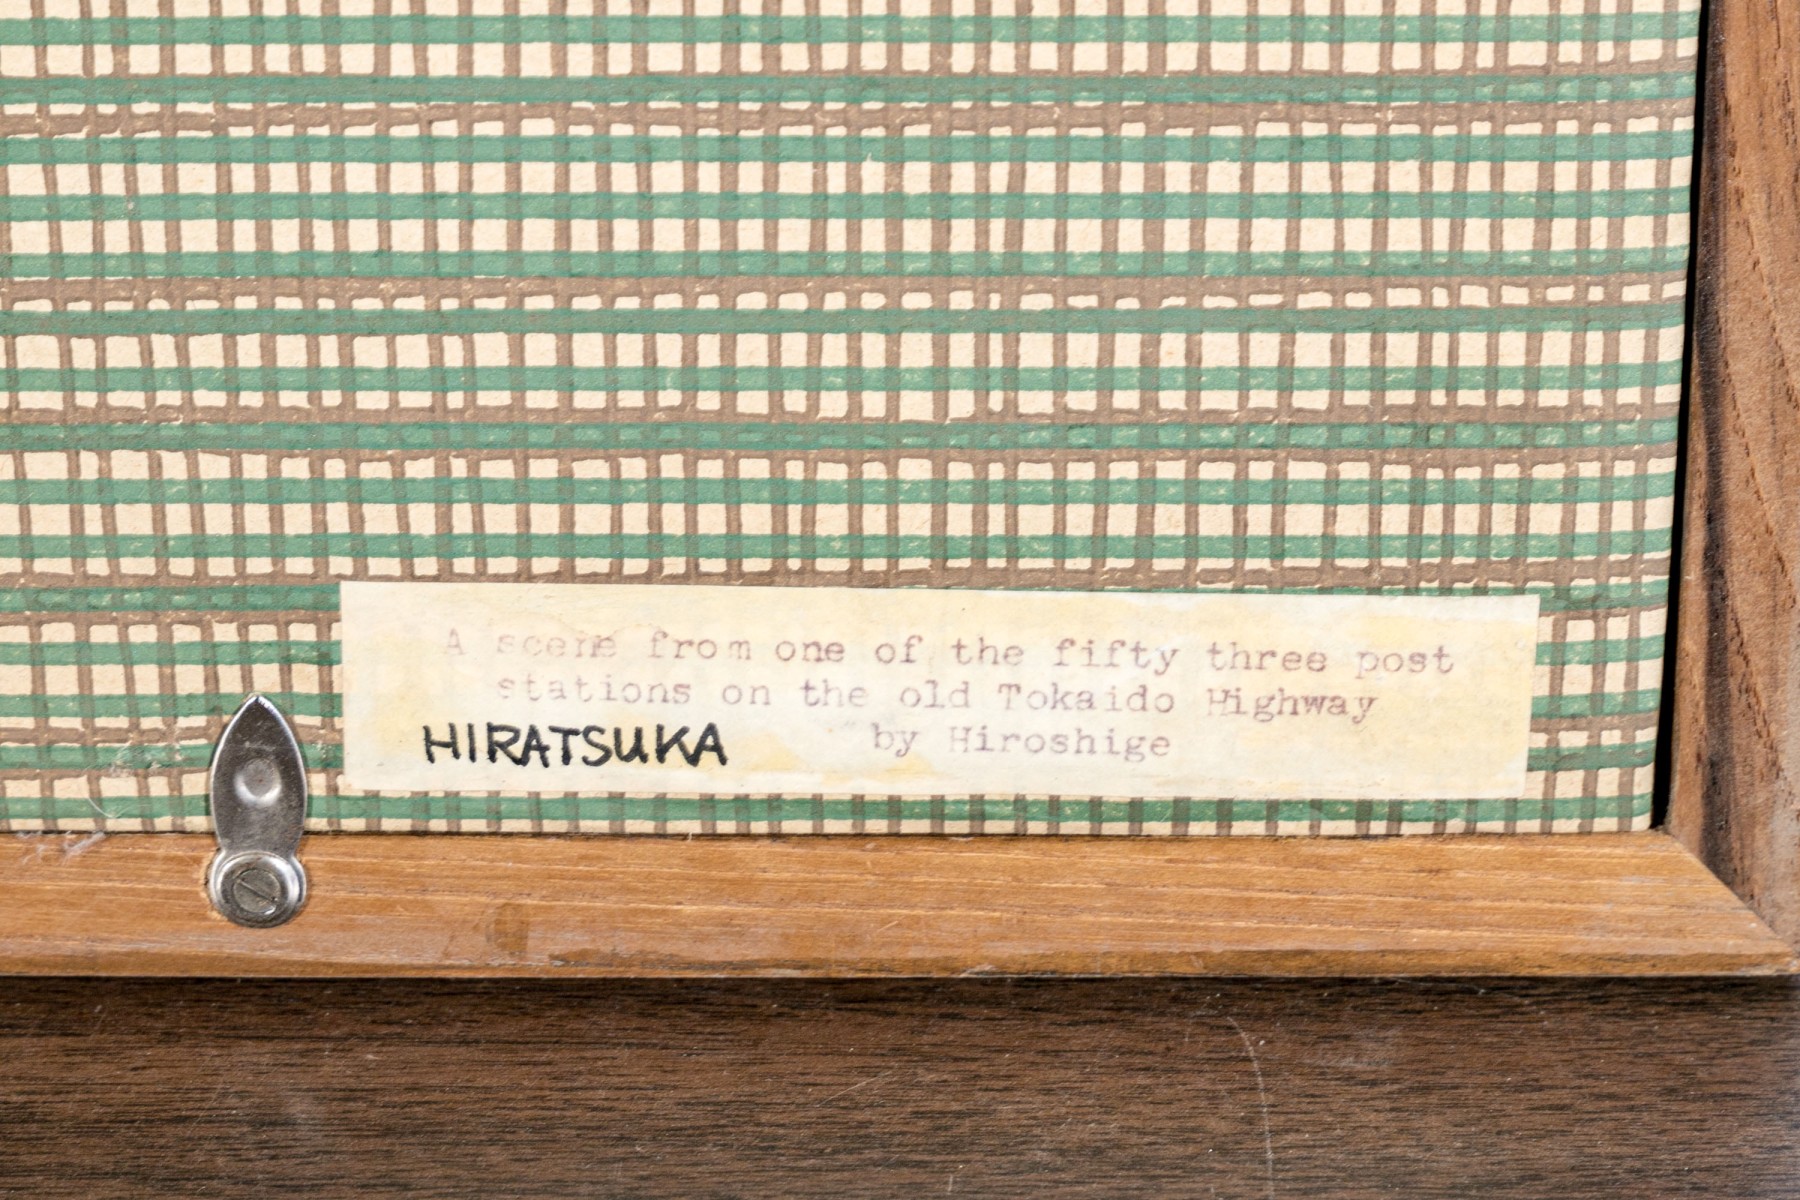 A scene from one of the fifty three post
stations on the old Tokaido Highway
HIRATSUKA by Hiroshige